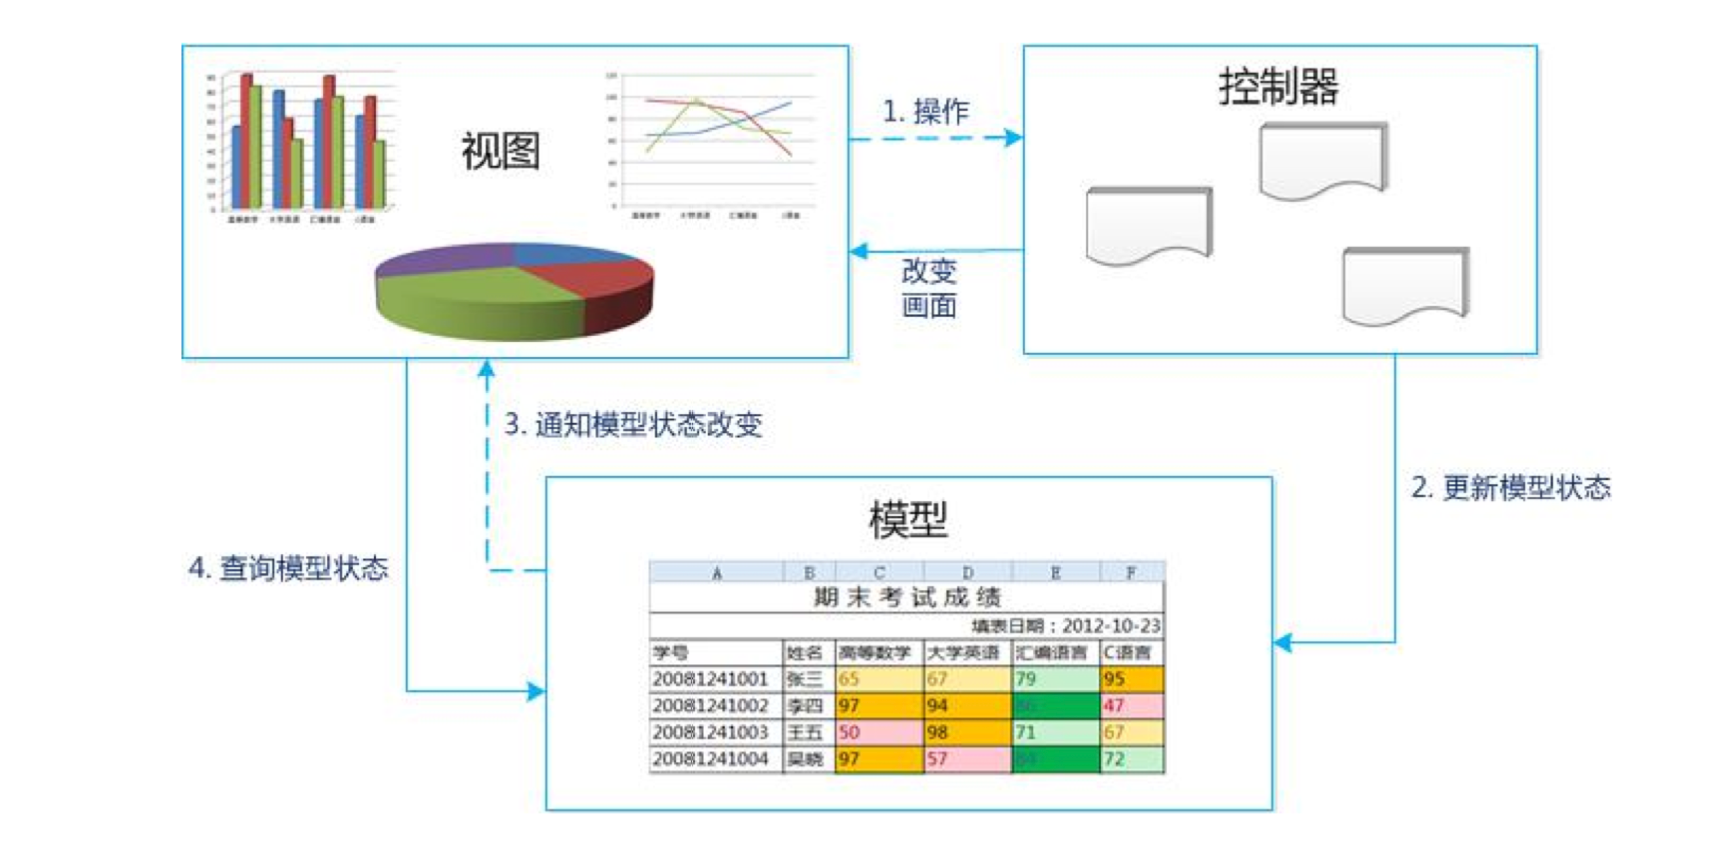 视图
1. 操作
控制器
改变
画面
3. 通知模型状态改变
2. 更新模型状态
4. 查询模型状态
模型
A B C D E F
期末考试成绩
填表日期：2012-10-23
学号 姓名 高等数学 大学英语 汇编语言 C语言
20081241001 张三 65 67 79 95
20081241002 李四 97 94 86 47
20081241003 王五 50 98 71 67
20081241004 吴晓 97 57 84 72